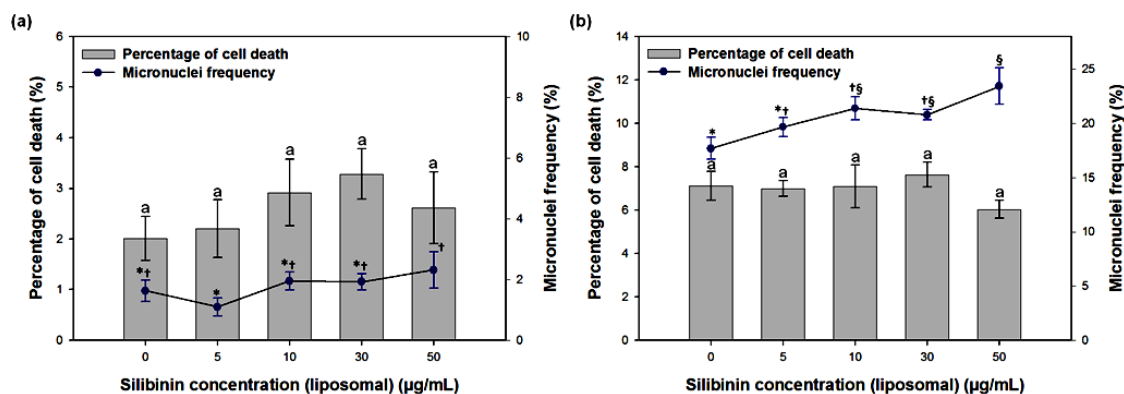 (a)
Percentage of cell death
Micronuclei frequency
Percentage of cell death (%)
6
5
4
3
2
1
0
a
a
a
a
a
*†
*
*†
*†
†
10
8
6
4
2
0
Micronuclei frequency (%)
0 5 10 30 50
Silibinin concentration (liposomal) (µg/mL)
(b)
Percentage of cell death
Micronuclei frequency
Percentage of cell death (%)
14
12
10
8
6
4
2
0
*
*†
†§
†§
§
a
a
a
a
a
25
20
15
10
5
0
Micronuclei frequency (%)
0 5 10 30 50
Silibinin concentration (liposomal) (µg/mL)